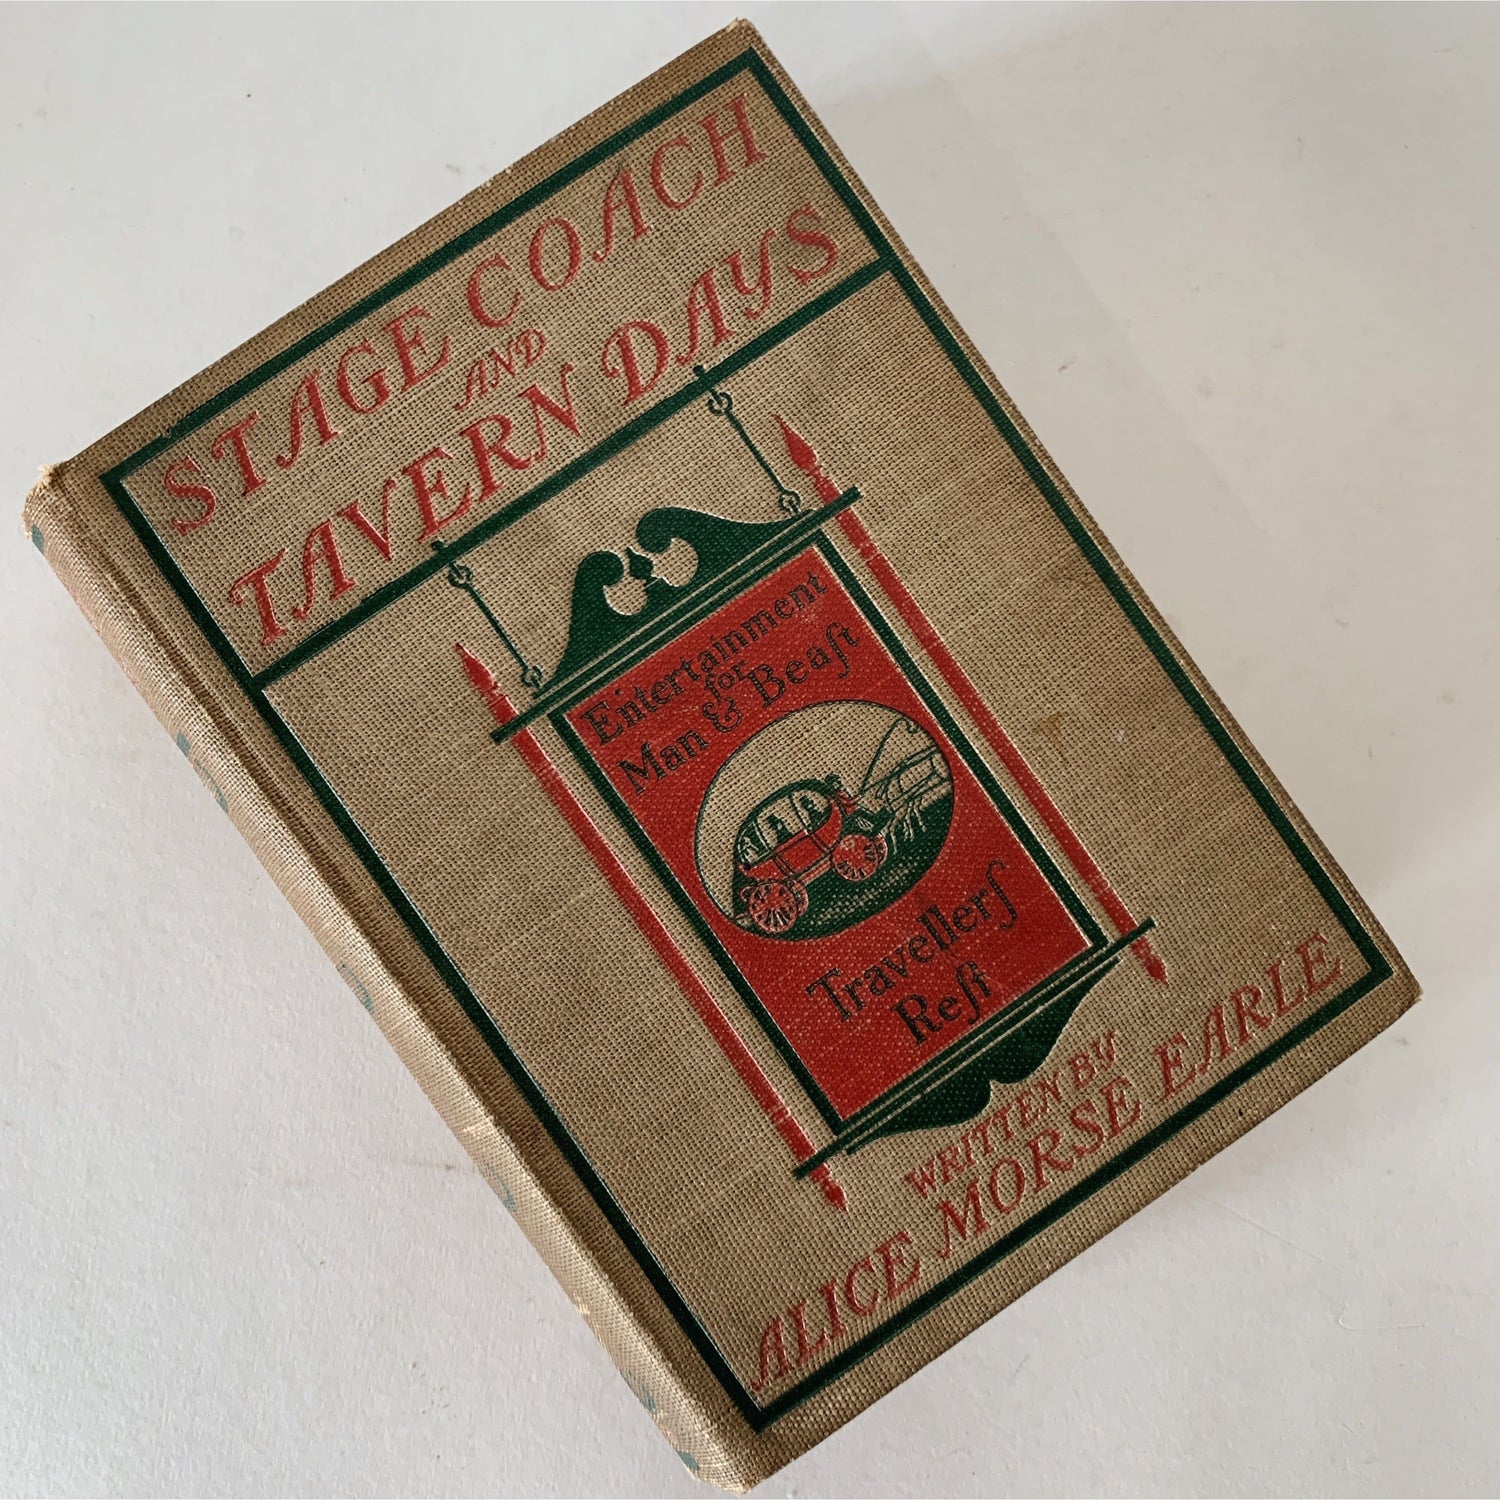 STAGE COACH
AND
TAVERN DAYS
Entertainment
for
Man & Beaſt
Travellerſ
Reſt
WRITTEN BY
ALICE MORSE EARLE